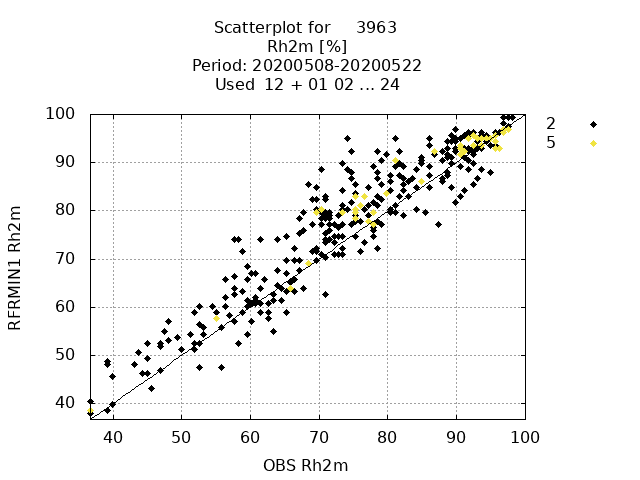 Scatterplot for 3963
Rh2m [%]
Period: 20200508-20200522
Used 12 + 01 02 ... 24
100
90
80
70
60
50
40
RFRMIN1 Rh2m
40 50 60 70 80 90 100
OBS Rh2m
2
5